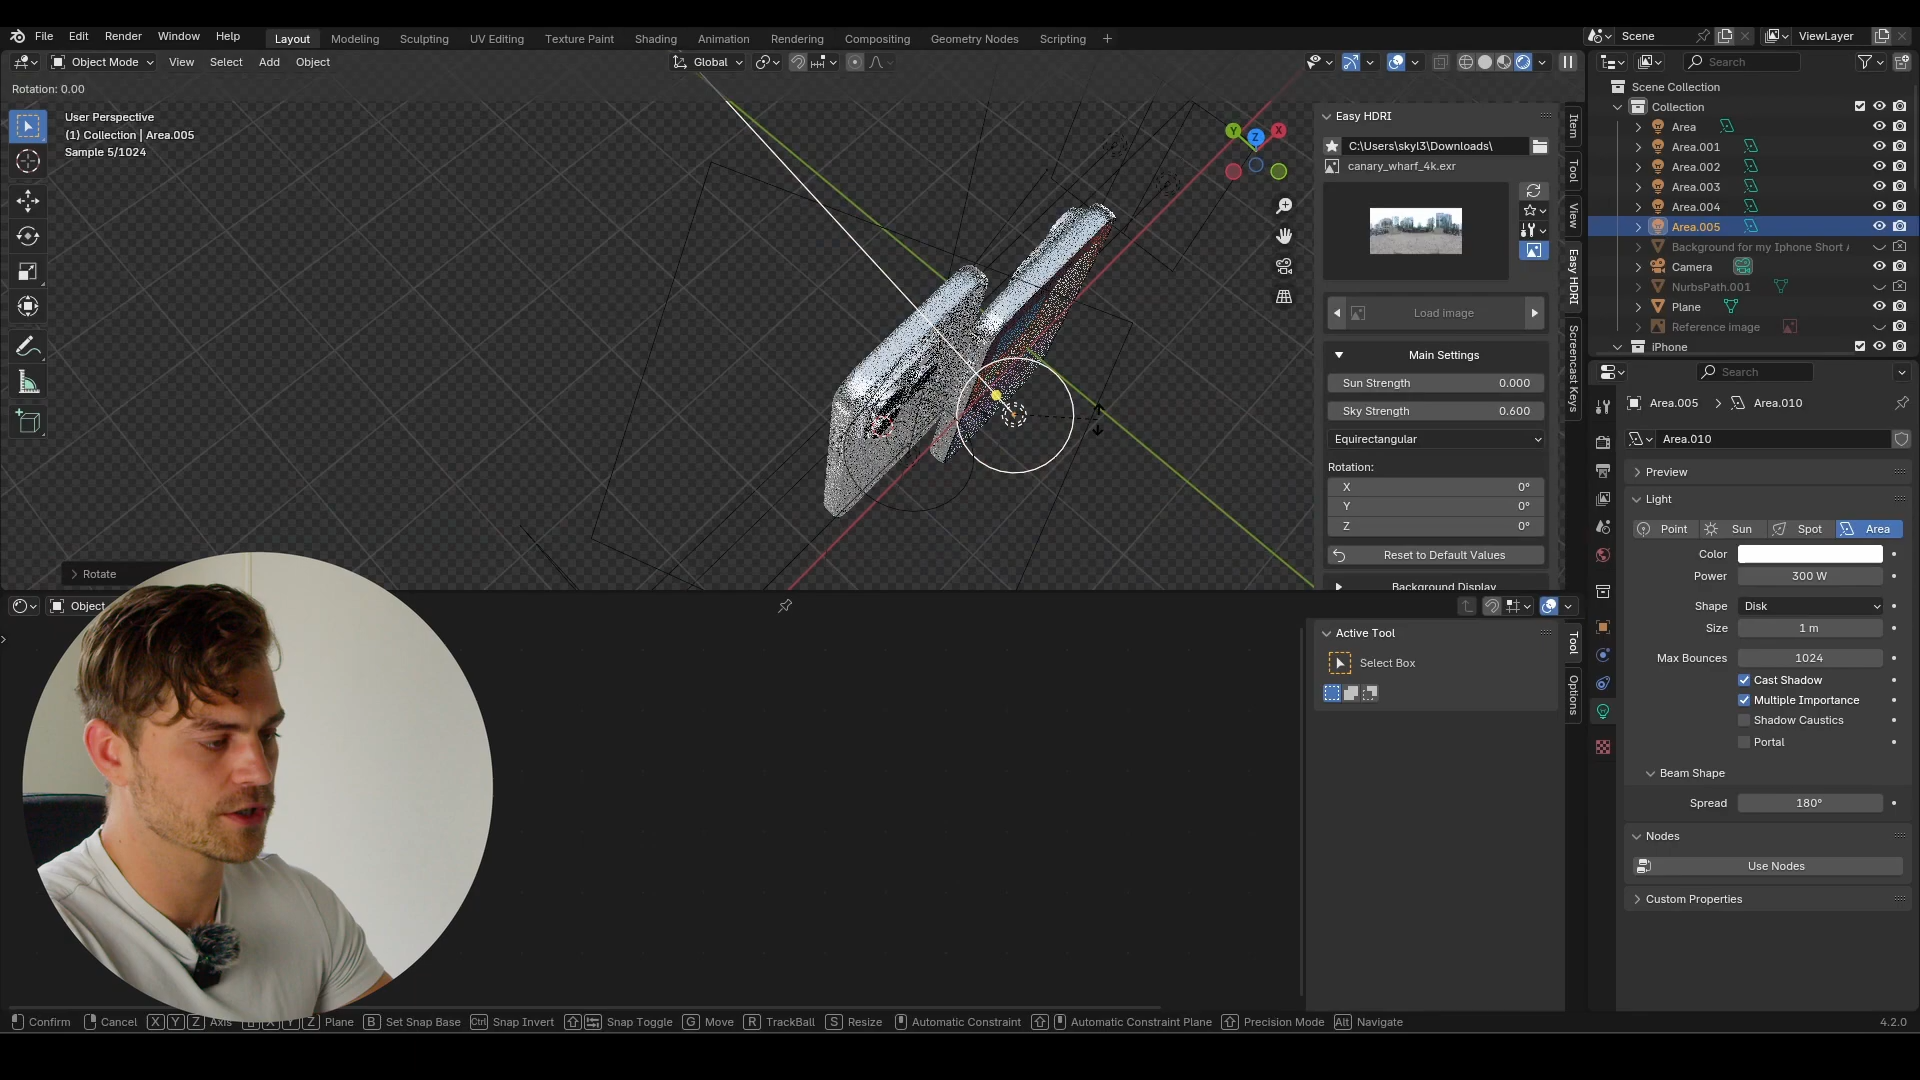 File Edit Render Window Help Layout Modeling Sculpting UV Editing Texture Paint Shading Animation Rendering Compositing Geometry Nodes Scripting + Scene ViewLayer
Object Mode View Select Add Object Global Search
Rotation: 0.00
User Perspective
(1) Collection | Area.005
Sample 5/1024
Y Z X
Easy HDRI
C:\Users\skyl3\Downloads\
canary_wharf_4k.exr
Load image
Main Settings
Sun Strength 0.000
Sky Strength 0.600
Equirectangular
Rotation:
X 0°
Y 0°
Z 0°
Reset to Default Values
Background Display
Item
Tool
View
Easy HDRI
Screencast Keys
Scene Collection
Collection
Area
Area.001
Area.002
Area.003
Area.004
Area.005
Background for my Iphone Short
Camera
NurbsPath.001
Plane
Reference image
iPhone
Search
Area.005 > Area.010
Area.010
Preview
Light
Point Sun Spot Area
Color
Power 300 W
Shape Disk
Size 1 m
Max Bounces 1024
Cast Shadow
Multiple Importance
Shadow Caustics
Portal
Beam Shape
Spread 180°
Nodes
Use Nodes
Custom Properties
Rotate
Object
Active Tool
Select Box
Tool
Options
Confirm Cancel X Y Z Axis X Y Z Plane B Set Snap Base Ctrl Snap Invert Snap Toggle G Move R TrackBall S Resize Automatic Constraint Automatic Constraint Plane Precision Mode Alt Navigate 4.2.0